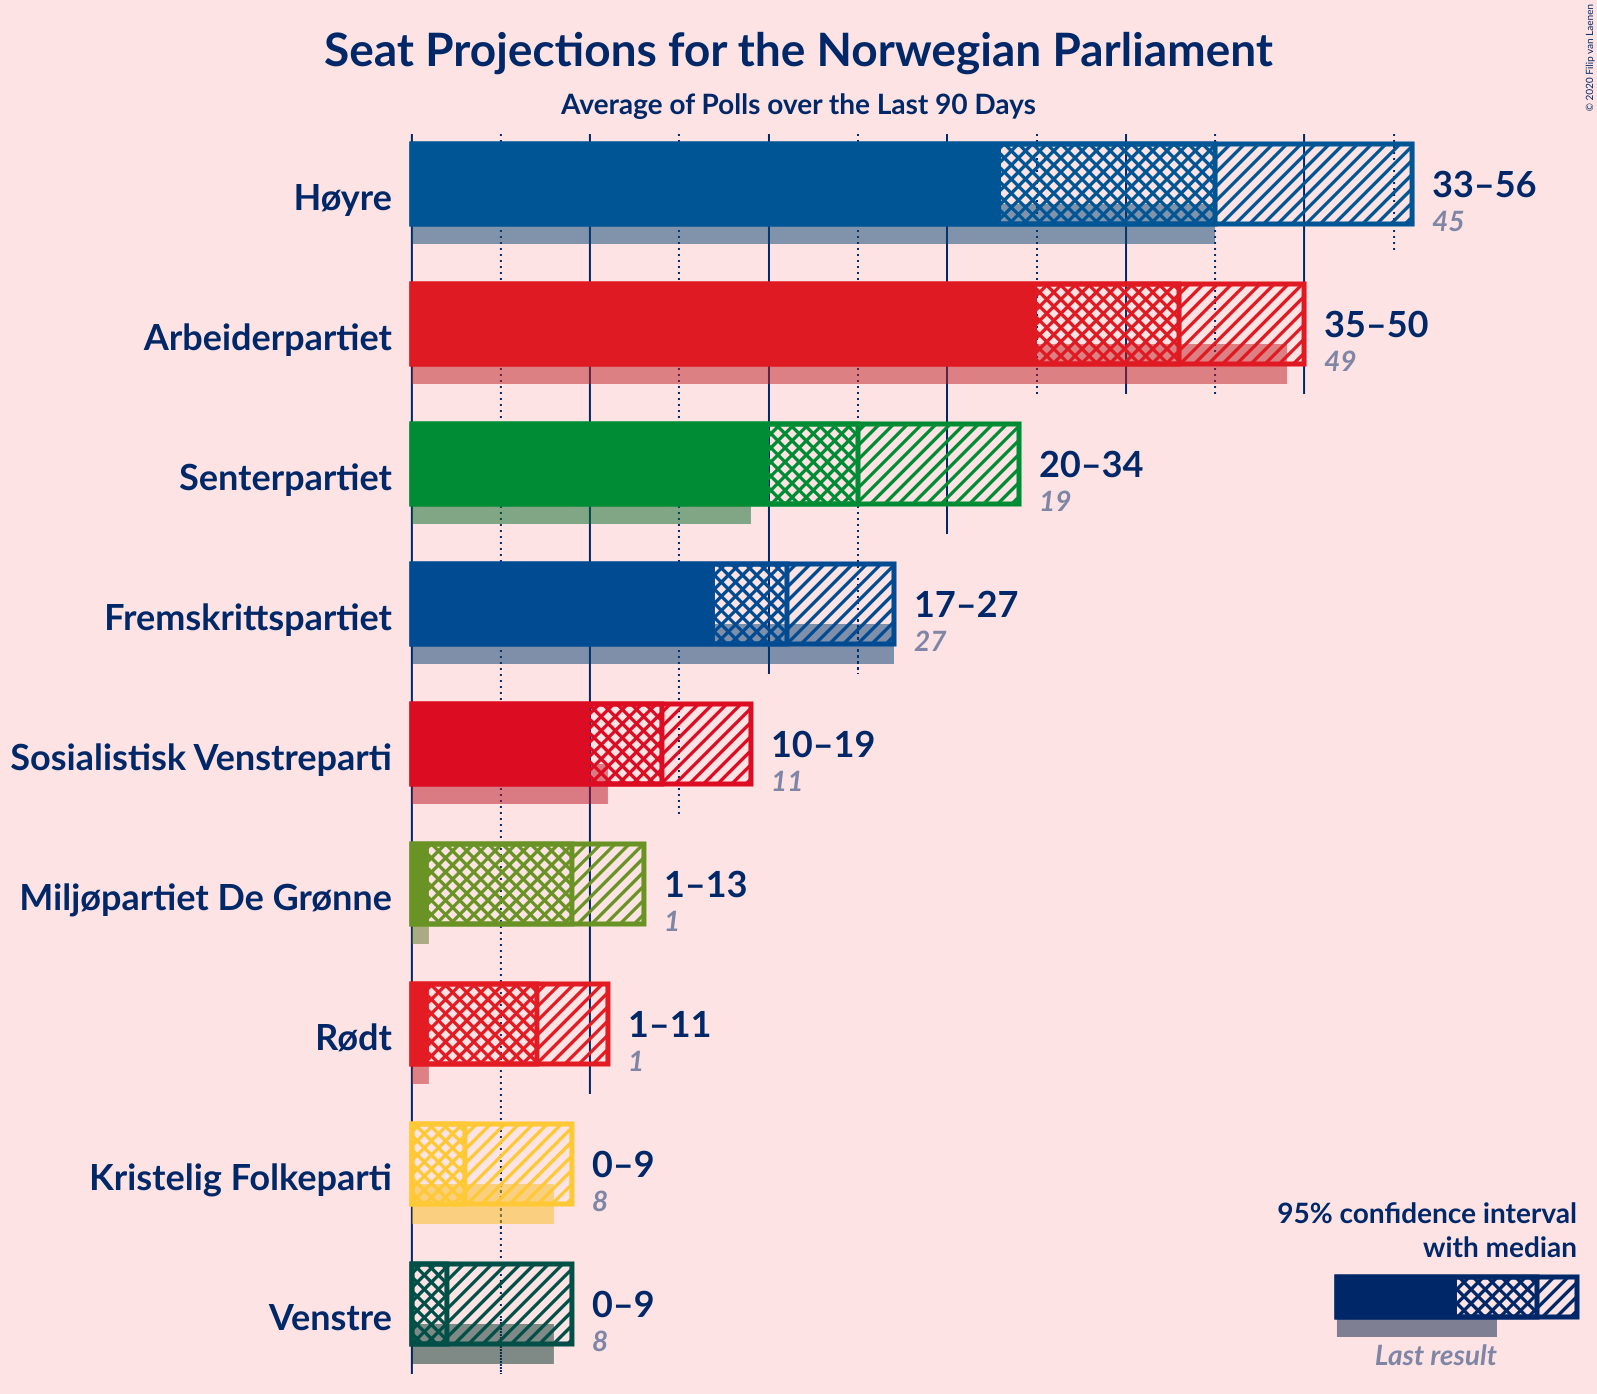 Seat Projections for the Norwegian Parliament
Average of Polls over the Last 90 Days
© 2020 Filip van Laenen
Høyre
33–56
45
Arbeiderpartiet
35–50
49
Senterpartiet
20–34
19
Fremskrittspartiet
17–27
27
Sosialistisk Venstreparti
10–19
11
Miljøpartiet De Grønne
1–13
1
Rødt
1–11
1
Kristelig Folkeparti
0–9
8
Venstre
0–9
8
95% confidence interval
with median
Last result